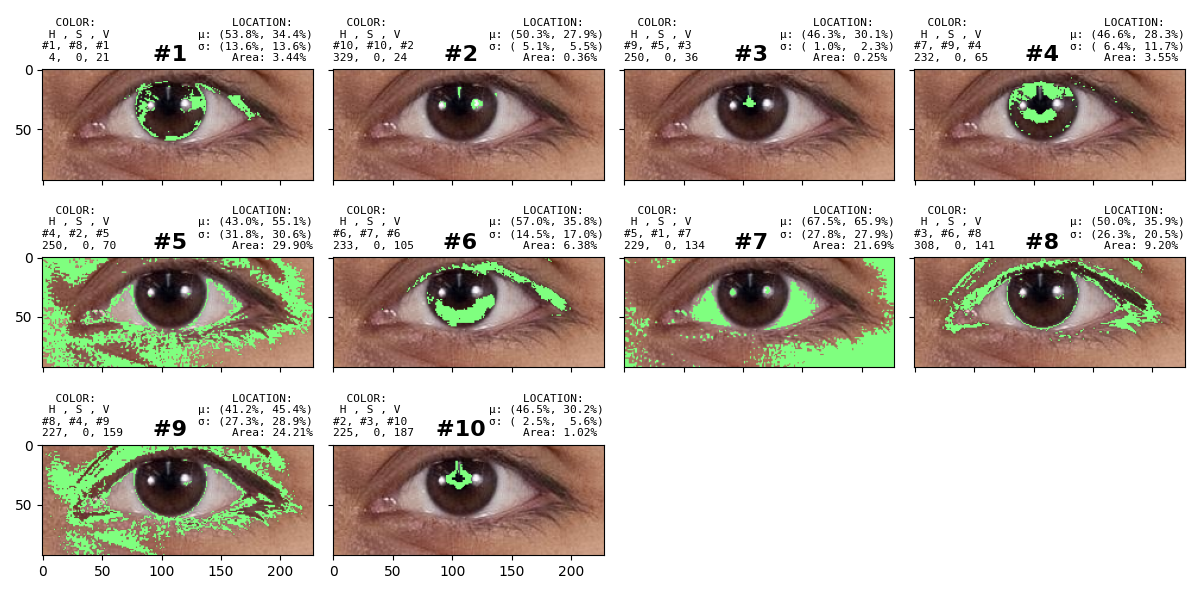 COLOR: LOCATION:
H , S , V μ: (53.8%, 34.4%)
#1, #8, #1 #1 σ: (13.6%, 13.6%)
4, 0, 21 Area: 3.44%
COLOR: LOCATION:
H , S , V μ: (50.3%, 27.9%)
#10, #10, #2 #2 σ: ( 5.1%, 5.5%)
329, 0, 24 Area: 0.36%
COLOR: LOCATION:
H , S , V μ: (46.3%, 30.1%)
#9, #5, #3 #3 σ: ( 1.0%, 2.3%)
250, 0, 36 Area: 0.25%
COLOR: LOCATION:
H , S , V μ: (46.6%, 28.3%)
#7, #9, #4 #4 σ: ( 6.4%, 11.7%)
232, 0, 65 Area: 3.55%
0
50
COLOR: LOCATION:
H , S , V μ: (43.0%, 55.1%)
#4, #2, #5 #5 σ: (31.8%, 30.6%)
250, 0, 70 Area: 29.90%
COLOR: LOCATION:
H , S , V μ: (57.0%, 35.8%)
#6, #7, #6 #6 σ: (14.5%, 17.0%)
233, 0, 105 Area: 6.38%
COLOR: LOCATION:
H , S , V μ: (67.5%, 65.9%)
#5, #1, #7 #7 σ: (27.8%, 27.9%)
229, 0, 134 Area: 21.69%
COLOR: LOCATION:
H , S , V μ: (50.0%, 35.9%)
#3, #6, #8 #8 σ: (26.3%, 20.5%)
308, 0, 141 Area: 9.20%
0
50
COLOR: LOCATION:
H , S , V μ: (41.2%, 45.4%)
#8, #4, #9 #9 σ: (27.3%, 28.9%)
227, 0, 159 Area: 24.21%
COLOR: LOCATION:
H , S , V μ: (46.5%, 30.2%)
#2, #3, #10 #10 σ: ( 2.5%, 5.6%)
225, 0, 187 Area: 1.02%
0
50
0 50 100 150 200
0 50 100 150 200